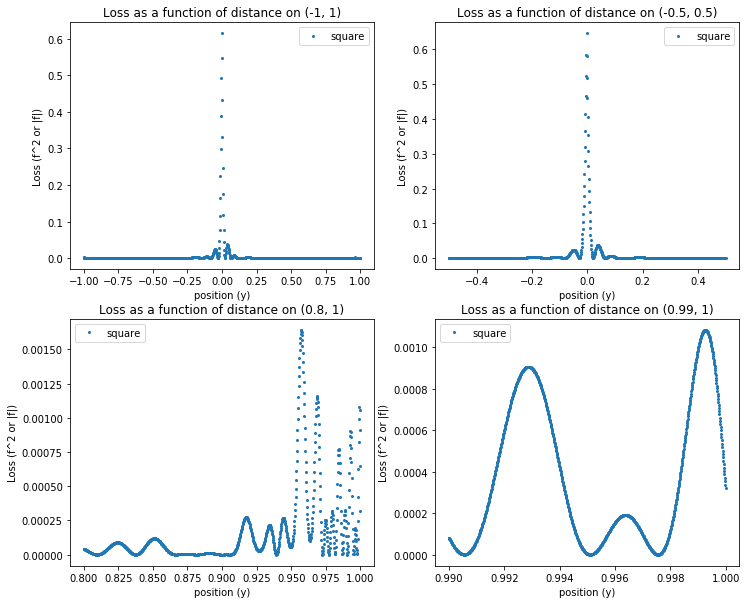 Loss as a function of distance on (-1, 1)
Loss (f^2 or |f|)
0.6
0.5
0.4
0.3
0.2
0.1
0.0
square
−1.00 −0.75 −0.50 −0.25 0.00 0.25 0.50 0.75 1.00
position (y)
Loss as a function of distance on (-0.5, 0.5)
Loss (f^2 or |f|)
0.6
0.5
0.4
0.3
0.2
0.1
0.0
square
−0.4 −0.2 0.0 0.2 0.4
position (y)
Loss as a function of distance on (0.8, 1)
Loss (f^2 or |f|)
0.00150
0.00125
0.00100
0.00075
0.00050
0.00025
0.00000
square
0.800 0.825 0.850 0.875 0.900 0.925 0.950 0.975 1.000
position (y)
Loss as a function of distance on (0.99, 1)
Loss (f^2 or |f|)
0.0010
0.0008
0.0006
0.0004
0.0002
0.0000
square
0.990 0.992 0.994 0.996 0.998 1.000
position (y)